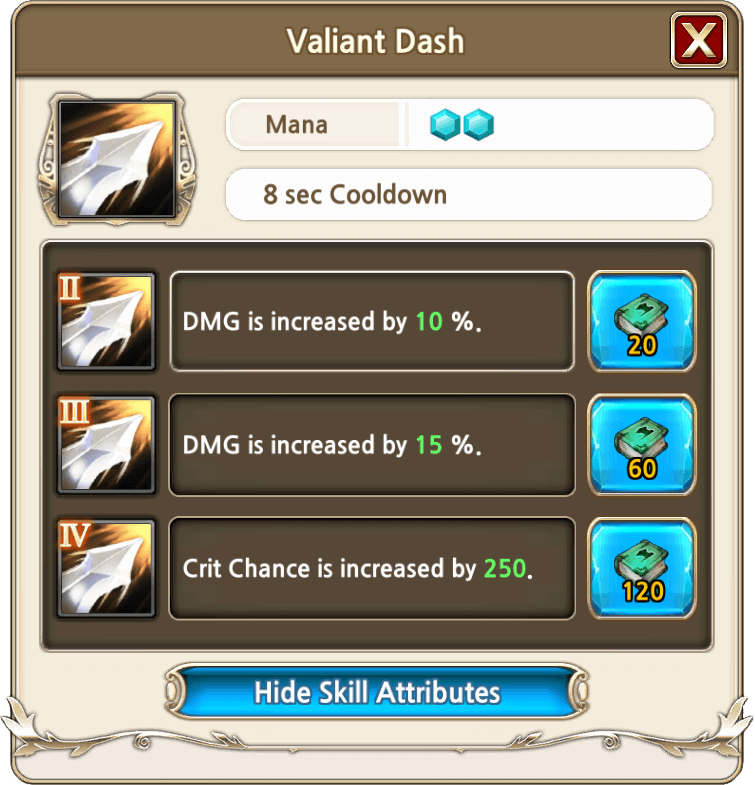 Valiant Dash
X
Mana
8 sec Cooldown
II
DMG is increased by 10 %.
20
III
DMG is increased by 15 %.
60
IV
Crit Chance is increased by 250.
120
Hide Skill Attributes